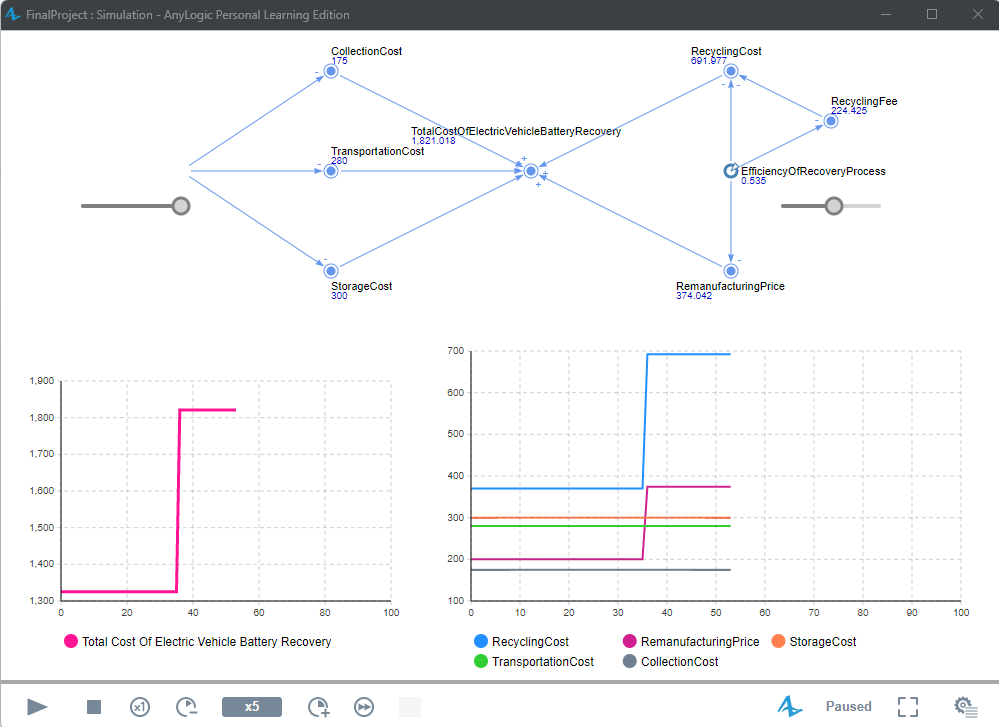 FinalProject : Simulation - AnyLogic Personal Learning Edition
CollectionCost
175
RecyclingCost
691.977
RecyclingFee
224.425
TotalCostOfElectricVehicleBatteryRecovery
1,821.018
TransportationCost
280
EfficiencyOfRecoveryProcess
0.535
StorageCost
300
RemanufacturingPrice
374.042
1,900
1,800
1,700
1,600
1,500
1,400
1,300
0 20 40 60 80 100
Total Cost Of Electric Vehicle Battery Recovery
700
600
500
400
300
200
100
0 10 20 30 40 50 60 70 80 90 100
RecyclingCost RemanufacturingPrice StorageCost
TransportationCost CollectionCost
x1 x5 Paused